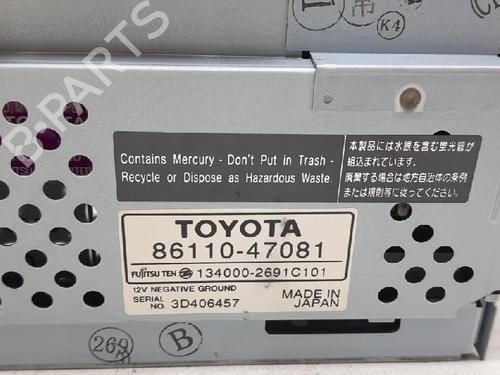 K4
B-PARTS
Contains Mercury - Don't Put in Trash -
Recycle or Dispose as Hazardous Waste.
本製品には水銀を含む蛍光管が
組込まれています。
廃棄する場合は地方自治体の条例
または規則等に従ってください。
TOYOTA
86110-47081
FUJITSU TEN 134000-2691C101
12V NEGATIVE GROUND
SERIAL NO. 3D406457
MADE IN JAPAN
269
B